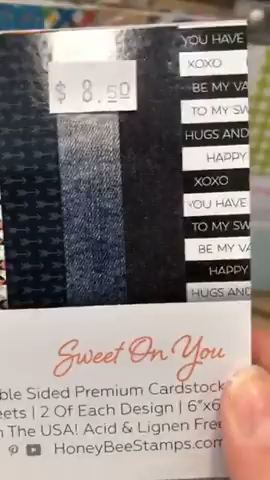 YOU HAVE
XOXO
$ 8.50
BE MY VA
TO MY SW
HUGS AND
HAPPY
XOXO
YOU HAVE
TO MY SW
BE MY VA
HAPPY
HUGS AND
Sweet On You
ble Sided Premium Cardstock
eets | 2 Of Each Design | 6"x6
n The USA! Acid & Lignen Free
HoneyBeeStamps.com